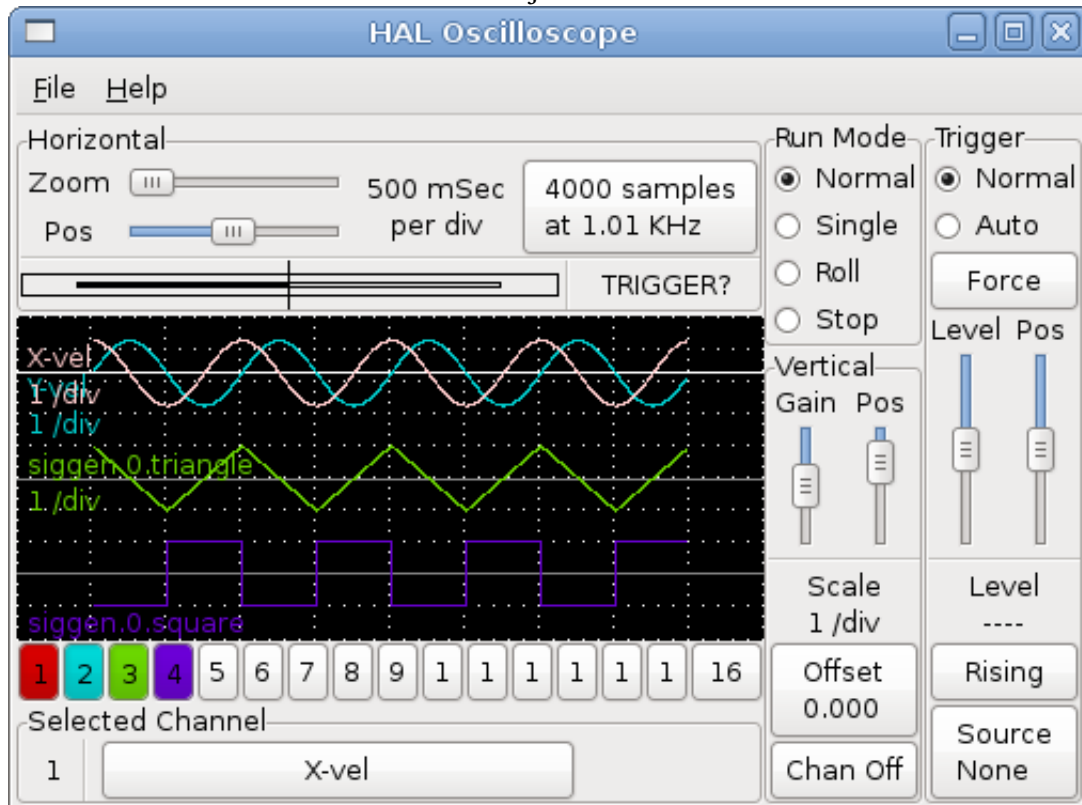 HAL Oscilloscope
File Help
Horizontal
Zoom
Pos
500 mSec
per div
4000 samples
at 1.01 KHz
TRIGGER?
Run Mode
Normal
Single
Roll
Stop
Trigger
Normal
Auto
Force
Level Pos
X-vel
1 /div
Y-vel
1 /div
siggen.0.triangle
1 /div
siggen.0.square
Vertical
Gain Pos
Scale
1 /div
Offset
0.000
Chan Off
Level
----
Rising
Source
None
1 2 3 4 5 6 7 8 9 1 1 1 1 1 1 16
Selected Channel
1 X-vel